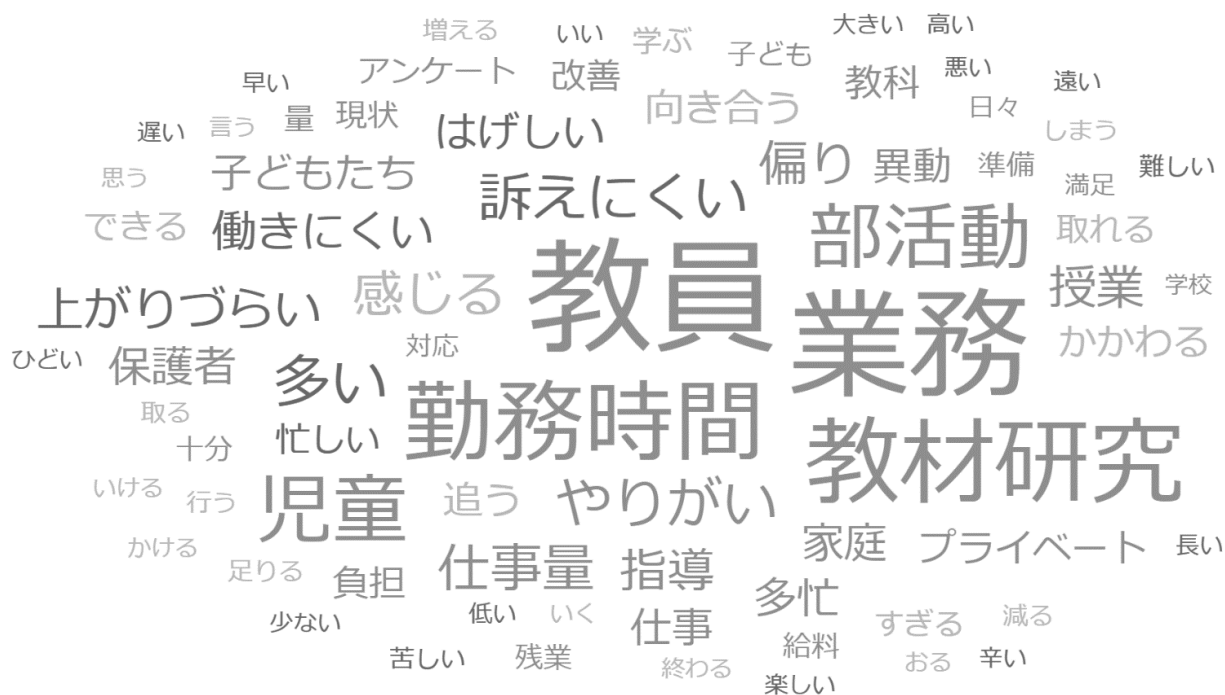 増える
いい
学ぶ
子ども
大きい
高い
早い
アンケート
改善
教科
悪い
遠い
遅い
言う
量
現状
はげしい
向き合う
日々
しまう
思う
子どもたち
訴えにくい
偏り
異動
準備
満足
難しい
できる
働きにくい
部活動
取れる
上がりづらい
感じる
教員
業務
授業
学校
ひどい
保護者
多い
対応
かかわる
取る
十分
忙しい
勤務時間
教材研究
いける
行う
児童
追う
やりがい
かける
足りる
負担
仕事量
指導
家庭
プライベート
長い
少ない
低い
いく
仕事
多忙
すぎる
減る
苦しい
残業
終わる
給料
楽しい
おる
辛い